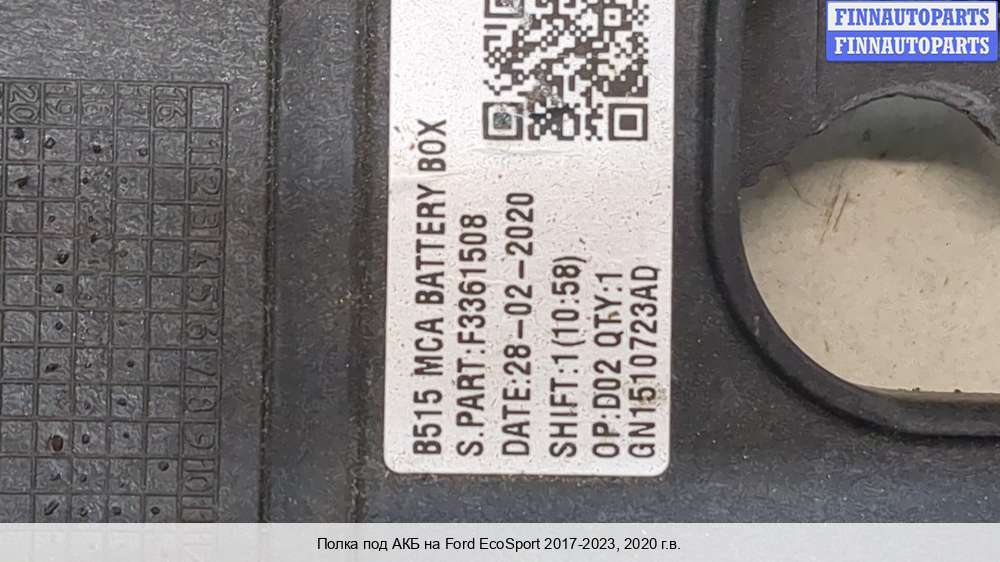 FINNAUTOPARTS
FINNAUTOPARTS
B515 MCA BATTERY BOX
S.PART:F3361508
DATE:28-02-2020
SHIFT:1(10:58)
OP:D02 QTY:1
GN1510723AD
Полка под АКБ на Ford EcoSport 2017-2023, 2020 г.в.